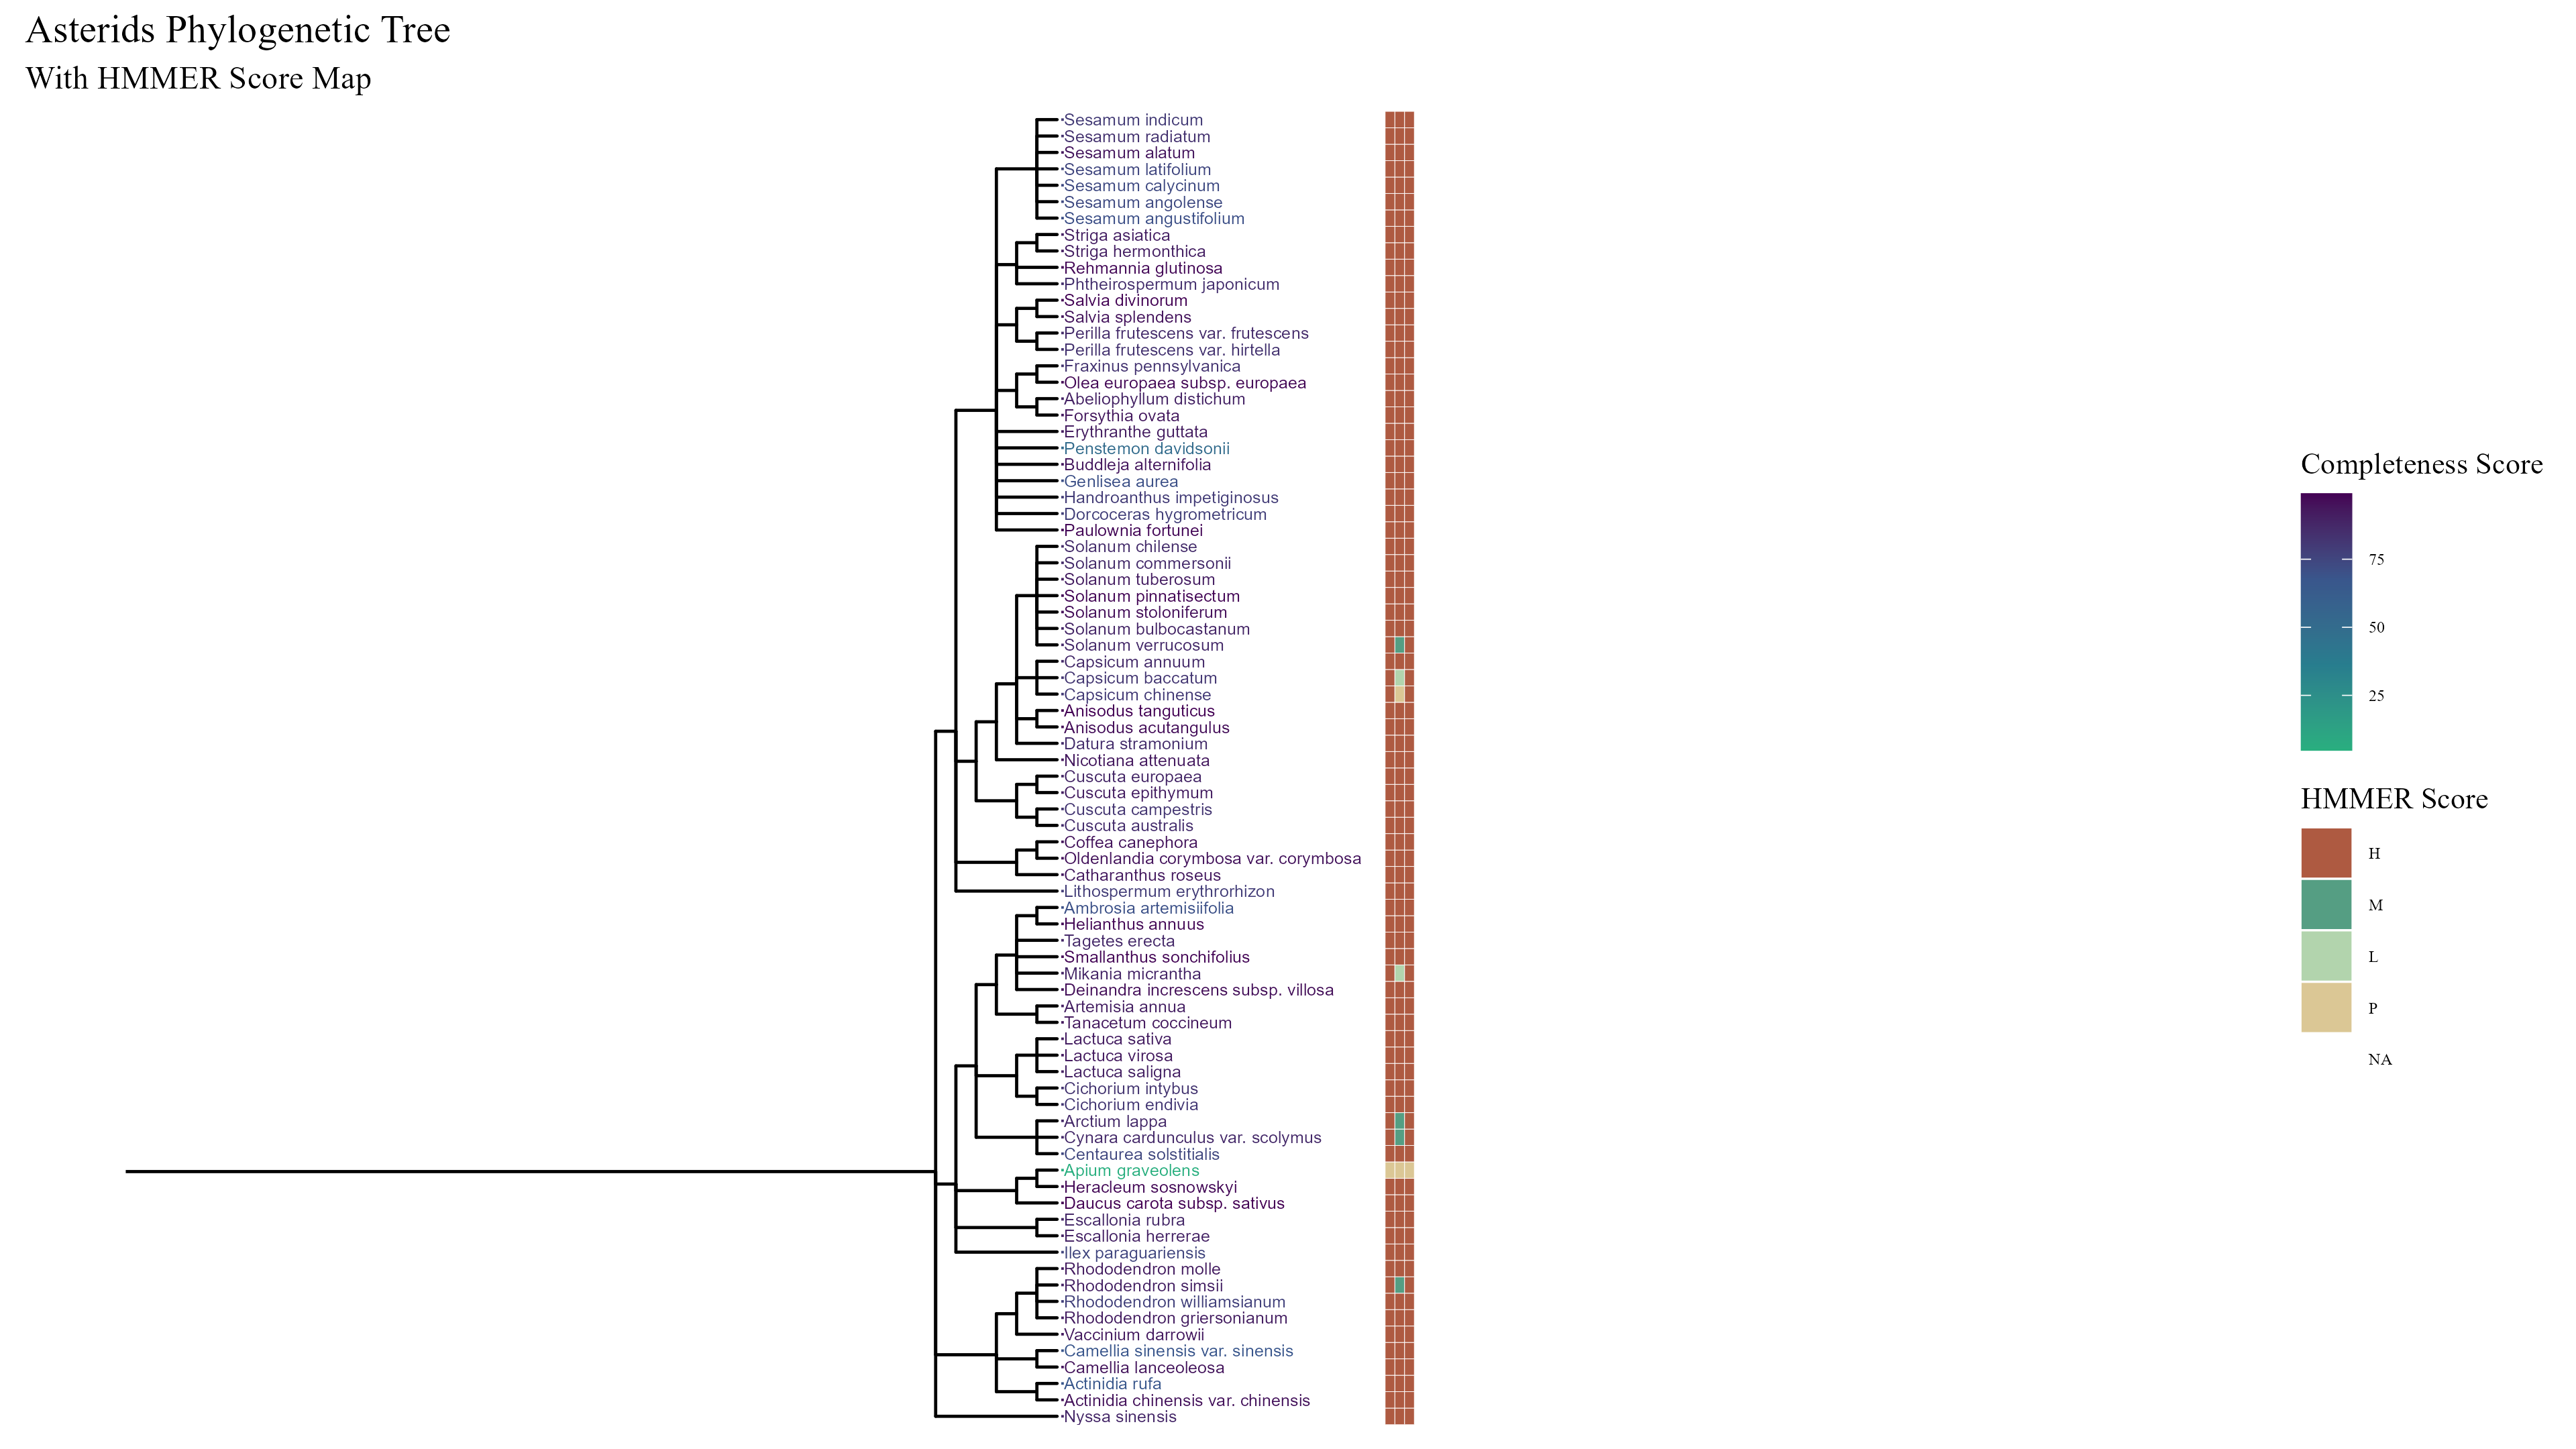 Asterids Phylogenetic Tree
With HMMER Score Map
Sesamum indicum
Sesamum radiatum
Sesamum alatum
Sesamum latifolium
Sesamum calycinum
Sesamum angolense
Sesamum angustifolium
Striga asiatica
Striga hermonthica
Rehmannia glutinosa
Phtheirospermum japonicum
Salvia divinorum
Salvia splendens
Perilla frutescens var. frutescens
Perilla frutescens var. hirtella
Fraxinus pennsylvanica
Olea europaea subsp. europaea
Abeliophyllum distichum
Forsythia ovata
Erythranthe guttata
Penstemon davidsonii
Buddleja alternifolia
Genlisea aurea
Handroanthus impetiginosus
Dorcoceras hygrometricum
Paulownia fortunei
Solanum chilense
Solanum commersonii
Solanum tuberosum
Solanum pinnatisectum
Solanum stoloniferum
Solanum bulbocastanum
Solanum verrucosum
Capsicum annuum
Capsicum baccatum
Capsicum chinense
Anisodus tanguticus
Anisodus acutangulus
Datura stramonium
Nicotiana attenuata
Cuscuta europaea
Cuscuta epithymum
Cuscuta campestris
Cuscuta australis
Coffea canephora
Oldenlandia corymbosa var. corymbosa
Catharanthus roseus
Lithospermum erythrorhizon
Ambrosia artemisiifolia
Helianthus annuus
Tagetes erecta
Smallanthus sonchifolius
Mikania micrantha
Deinandra increscens subsp. villosa
Artemisia annua
Tanacetum coccineum
Lactuca sativa
Lactuca virosa
Lactuca saligna
Cichorium intybus
Cichorium endivia
Arctium lappa
Cynara cardunculus var. scolymus
Centaurea solstitialis
Apium graveolens
Heracleum sosnowskyi
Daucus carota subsp. sativus
Escallonia rubra
Escallonia herrerae
Ilex paraguariensis
Rhododendron molle
Rhododendron simsii
Rhododendron williamsianum
Rhododendron griersonianum
Vaccinium darrowii
Camellia sinensis var. sinensis
Camellia lanceoleosa
Actinidia rufa
Actinidia chinensis var. chinensis
Nyssa sinensis
Completeness Score
75
50
25
HMMER Score
H
M
L
P
NA